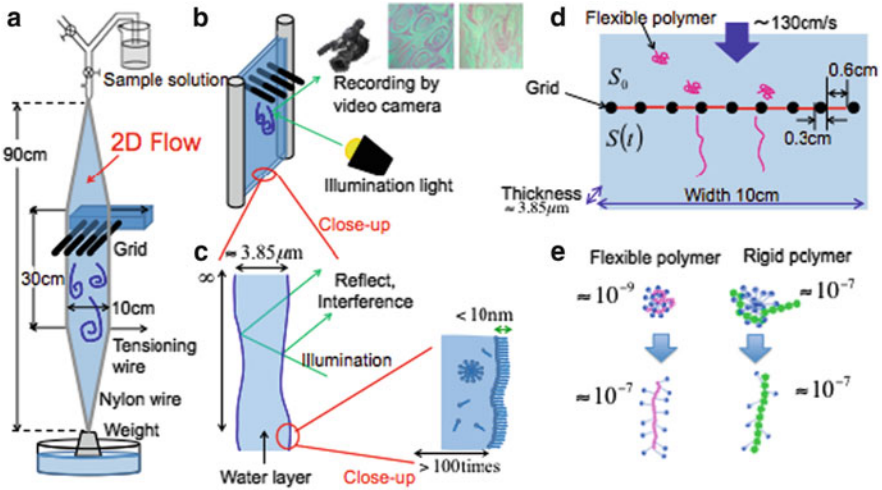 a
Sample solution
90cm
2D Flow
Grid
30cm
10cm
Tensioning
wire
Nylon wire
Weight
b
Recording by
video camera
Illumination light
Close-up
c
≈ 3.85μm
∞
Reflect,
Interference
Illumination
Water layer
Close-up
< 10nm
> 100times
d
Flexible polymer
~130cm/s
S₀
0.6cm
Grid
S(t)
0.3cm
Thickness
≈ 3.85μm
Width 10cm
e
Flexible polymer
Rigid polymer
≈10⁻⁹
≈10⁻⁷
≈10⁻⁷
≈10⁻⁷